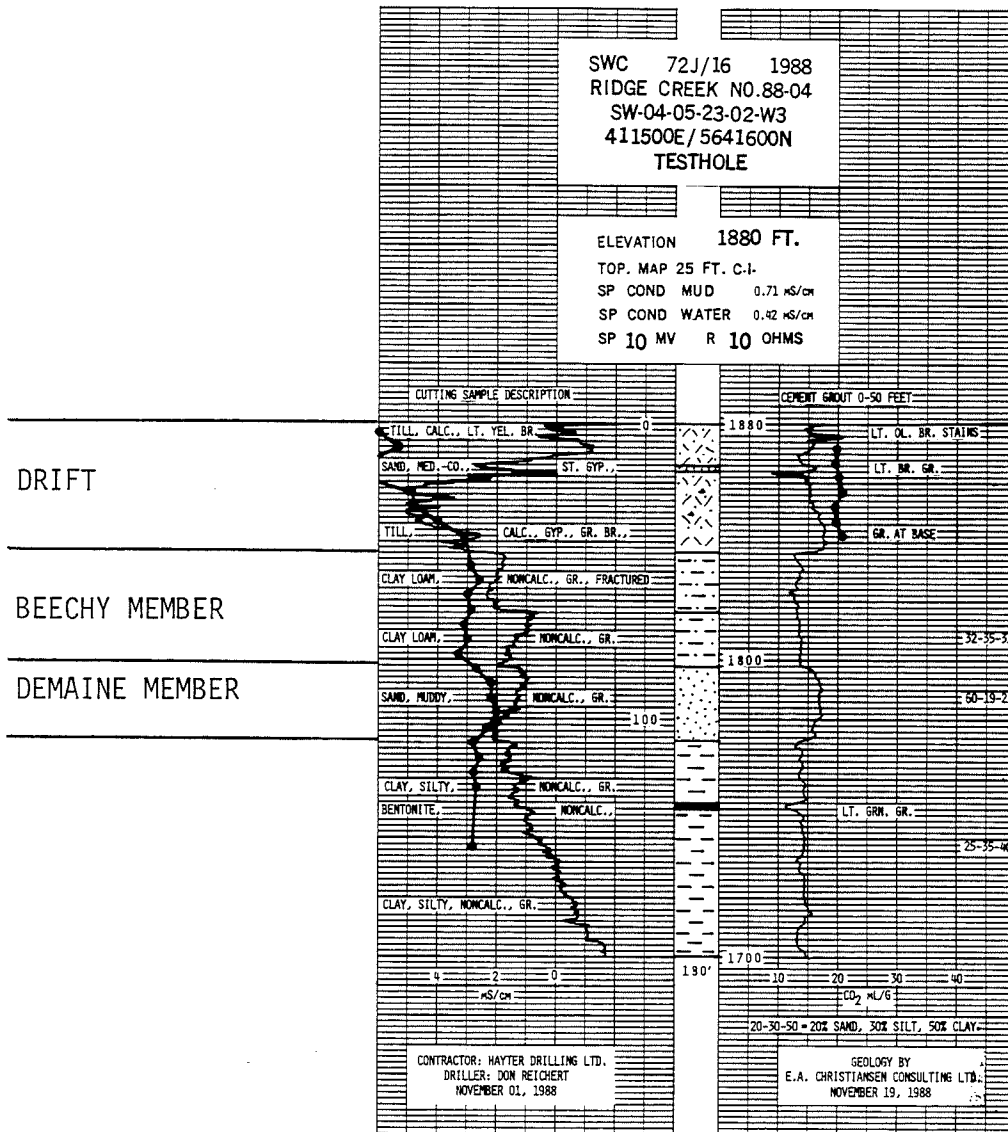 SWC 72J/16 1988
RIDGE CREEK NO.88-04
SW-04-05-23-02-W3
411500E/5641600N
TESTHOLE
ELEVATION 1880 FT.
TOP. MAP 25 FT. C.I.
SP COND MUD 0.71 MS/CM
SP COND WATER 0.42 MS/CM
SP 10 MV R 10 OHMS
CUTTING SAMPLE DESCRIPTION
CEMENT GROUT 0-50 FEET
0
1880
TILL, CALC., LT. YEL. BR.
LT. OL. BR. STAINS
SAND, MED.-CO., ST. GYP.,
LT. BR. GR.
DRIFT
TILL, CALC., GYP., GR. BR.,
GR. AT BASE
CLAY LOAM, NONCALC., GR., FRACTURED
BEECHY MEMBER
CLAY LOAM, NONCALC., GR.
32-35-3
1800
DEMAINE MEMBER
SAND, MUDDY, NONCALC., GR.
60-19-2
100
CLAY, SILTY, NONCALC., GR.
BENTONITE, NONCALC.,
LT. GRN. GR.
25-35-40
CLAY, SILTY, NONCALC., GR.
1700
180'
4 2 0
MS/CM
10 20 30 40
CO2 ML/G
20-30-50 = 20% SAND, 30% SILT, 50% CLAY.
CONTRACTOR: HAYTER DRILLING LTD.
DRILLER: DON REICHERT
NOVEMBER 01, 1988
GEOLOGY BY
E.A. CHRISTIANSEN CONSULTING LTD.
NOVEMBER 19, 1988